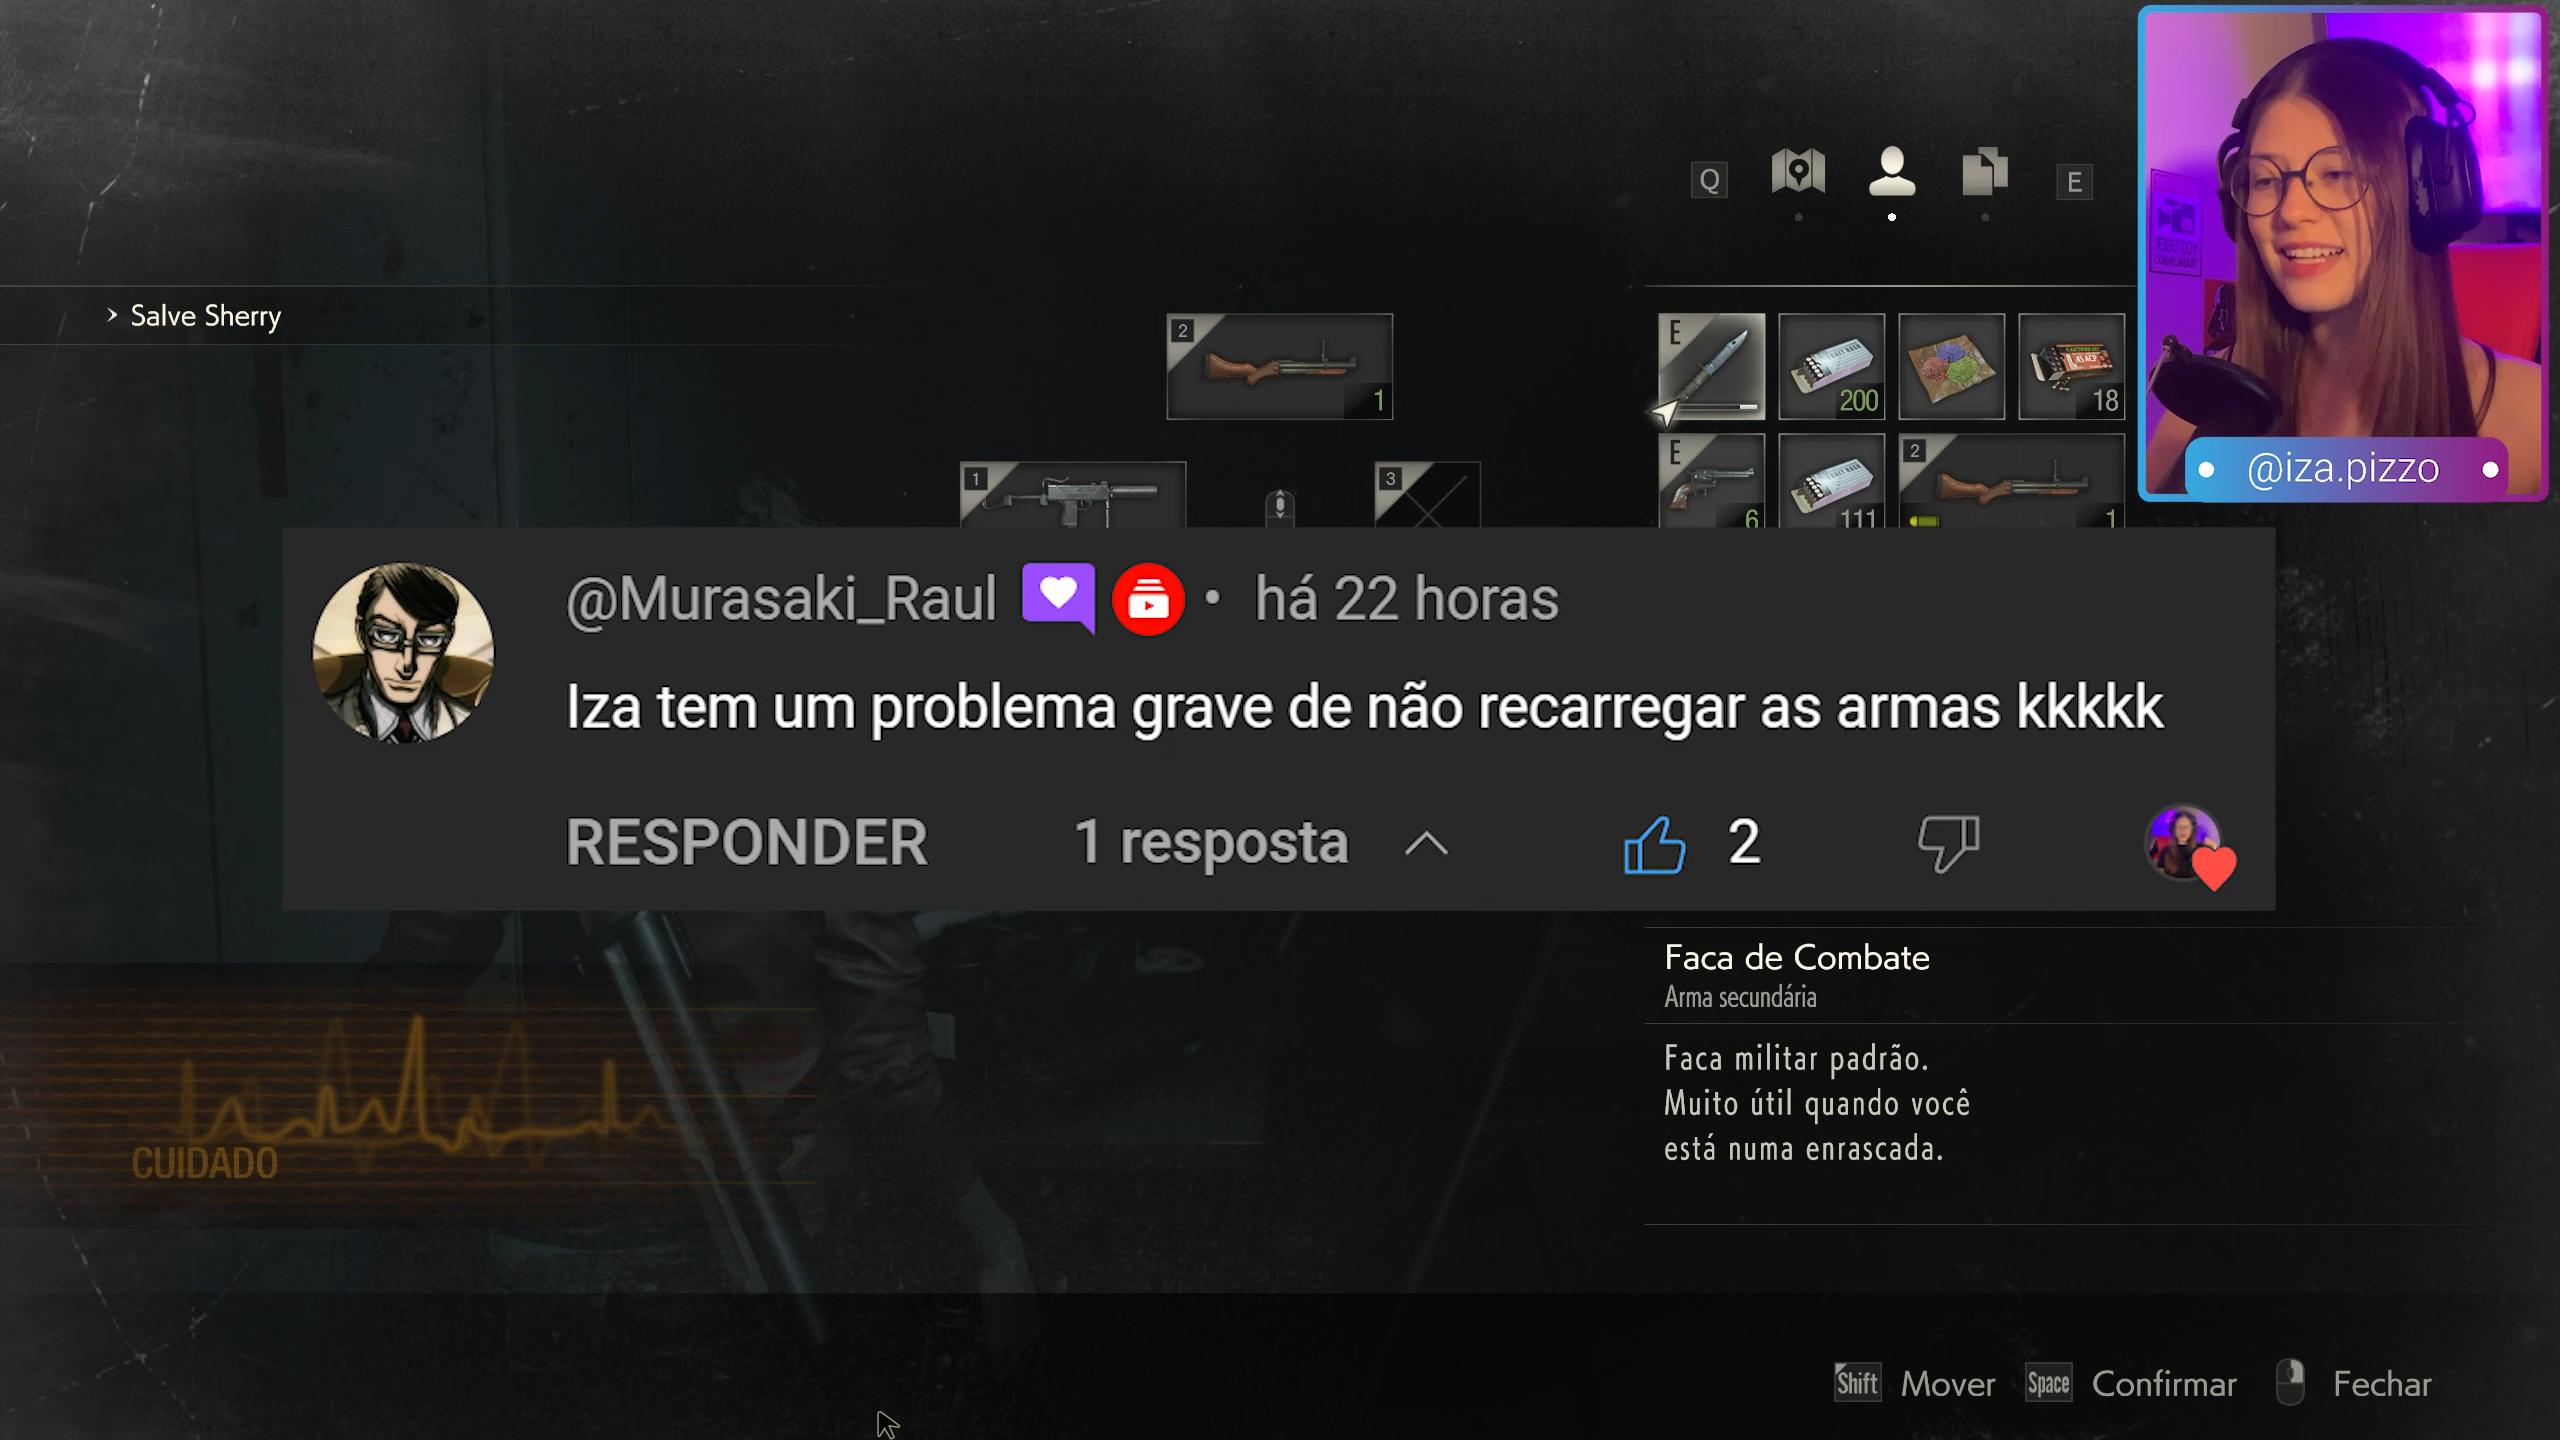 Q
E
> Salve Sherry
2
1
E
200
18
@iza.pizzo
1
3
E
6
111
2
1
@Murasaki_Raul • há 22 horas
Iza tem um problema grave de não recarregar as armas kkkkk
RESPONDER 1 resposta 2
Faca de Combate
Arma secundária
Faca militar padrão.
Muito útil quando você
está numa enrascada.
CUIDADO
Shift Mover Space Confirmar Fechar